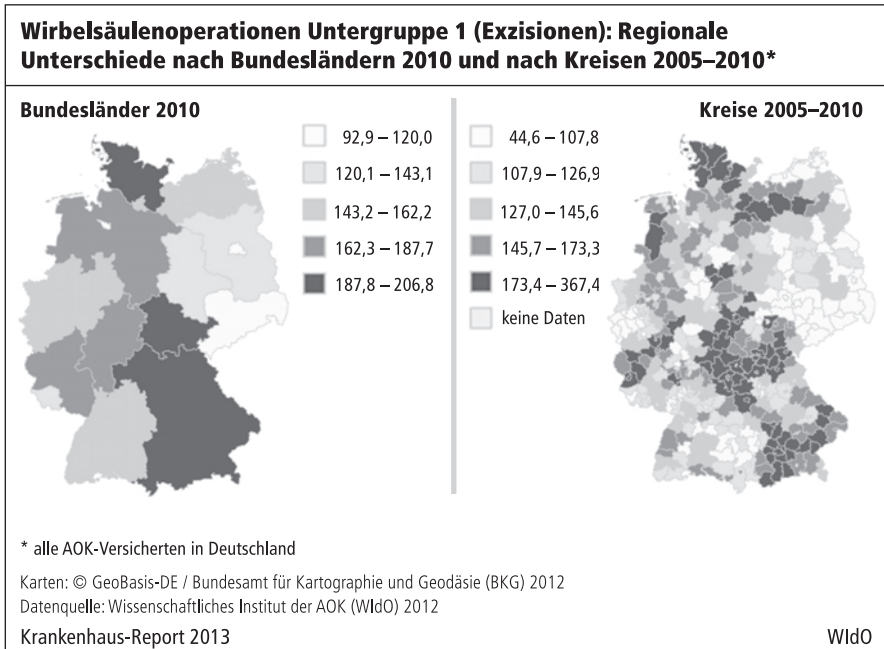 Wirbelsäulenoperationen Untergruppe 1 (Exzisionen): Regionale
Unterschiede nach Bundesländern 2010 und nach Kreisen 2005–2010*
Bundesländer 2010
92,9 – 120,0
120,1 – 143,1
143,2 – 162,2
162,3 – 187,7
187,8 – 206,8
Kreise 2005–2010
44,6 – 107,8
107,9 – 126,9
127,0 – 145,6
145,7 – 173,3
173,4 – 367,4
keine Daten
* alle AOK-Versicherten in Deutschland
Karten: © GeoBasis-DE / Bundesamt für Kartographie und Geodäsie (BKG) 2012
Datenquelle: Wissenschaftliches Institut der AOK (WIdO) 2012
Krankenhaus-Report 2013
WIdO